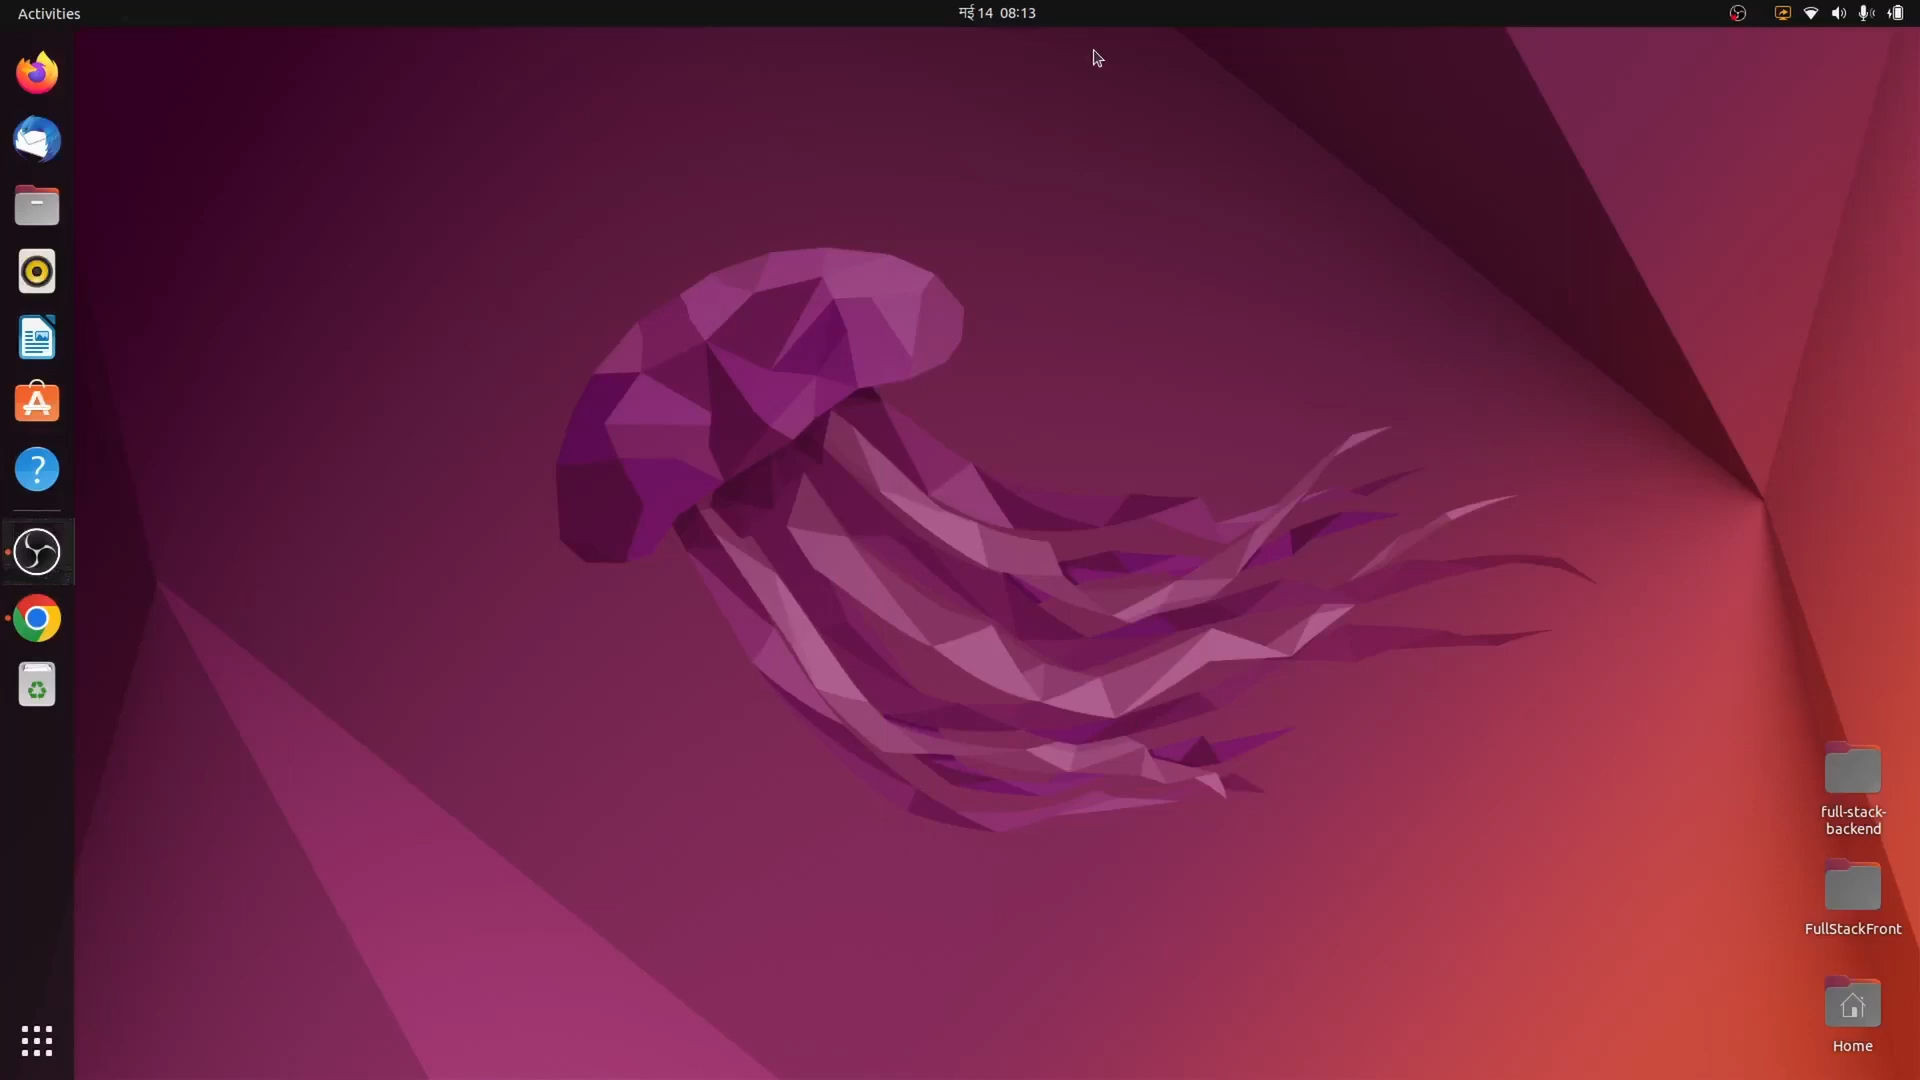 Activities
मई 14 08:13
full-stack-
backend
FullStackFront
Home